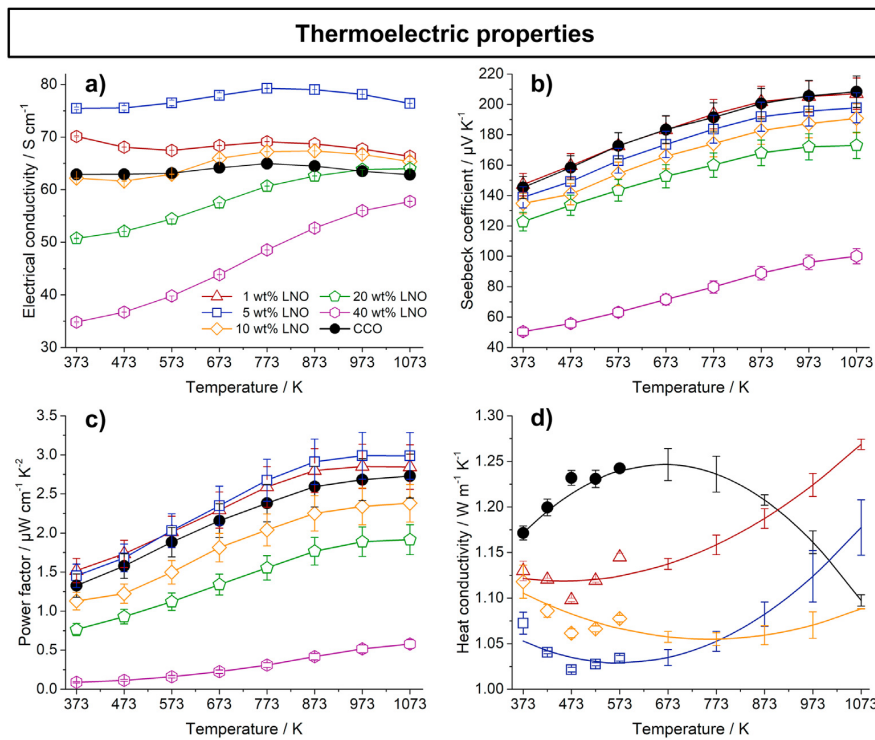 Thermoelectric properties
a)
Electrical conductivity / S cm⁻¹
80
70
60
50
40
30
1 wt% LNO
20 wt% LNO
5 wt% LNO
40 wt% LNO
10 wt% LNO
CCO
373 473 573 673 773 873 973 1073
Temperature / K
b)
Seebeck coefficient / µV K⁻¹
220
200
180
160
140
120
100
80
60
40
373 473 573 673 773 873 973 1073
Temperature / K
c)
Power factor / µW cm⁻¹ K⁻²
3.5
3.0
2.5
2.0
1.5
1.0
0.5
0.0
373 473 573 673 773 873 973 1073
Temperature / K
d)
Heat conductivity / W m⁻¹ K⁻¹
1.30
1.25
1.20
1.15
1.10
1.05
1.00
373 473 573 673 773 873 973 1073
Temperature / K